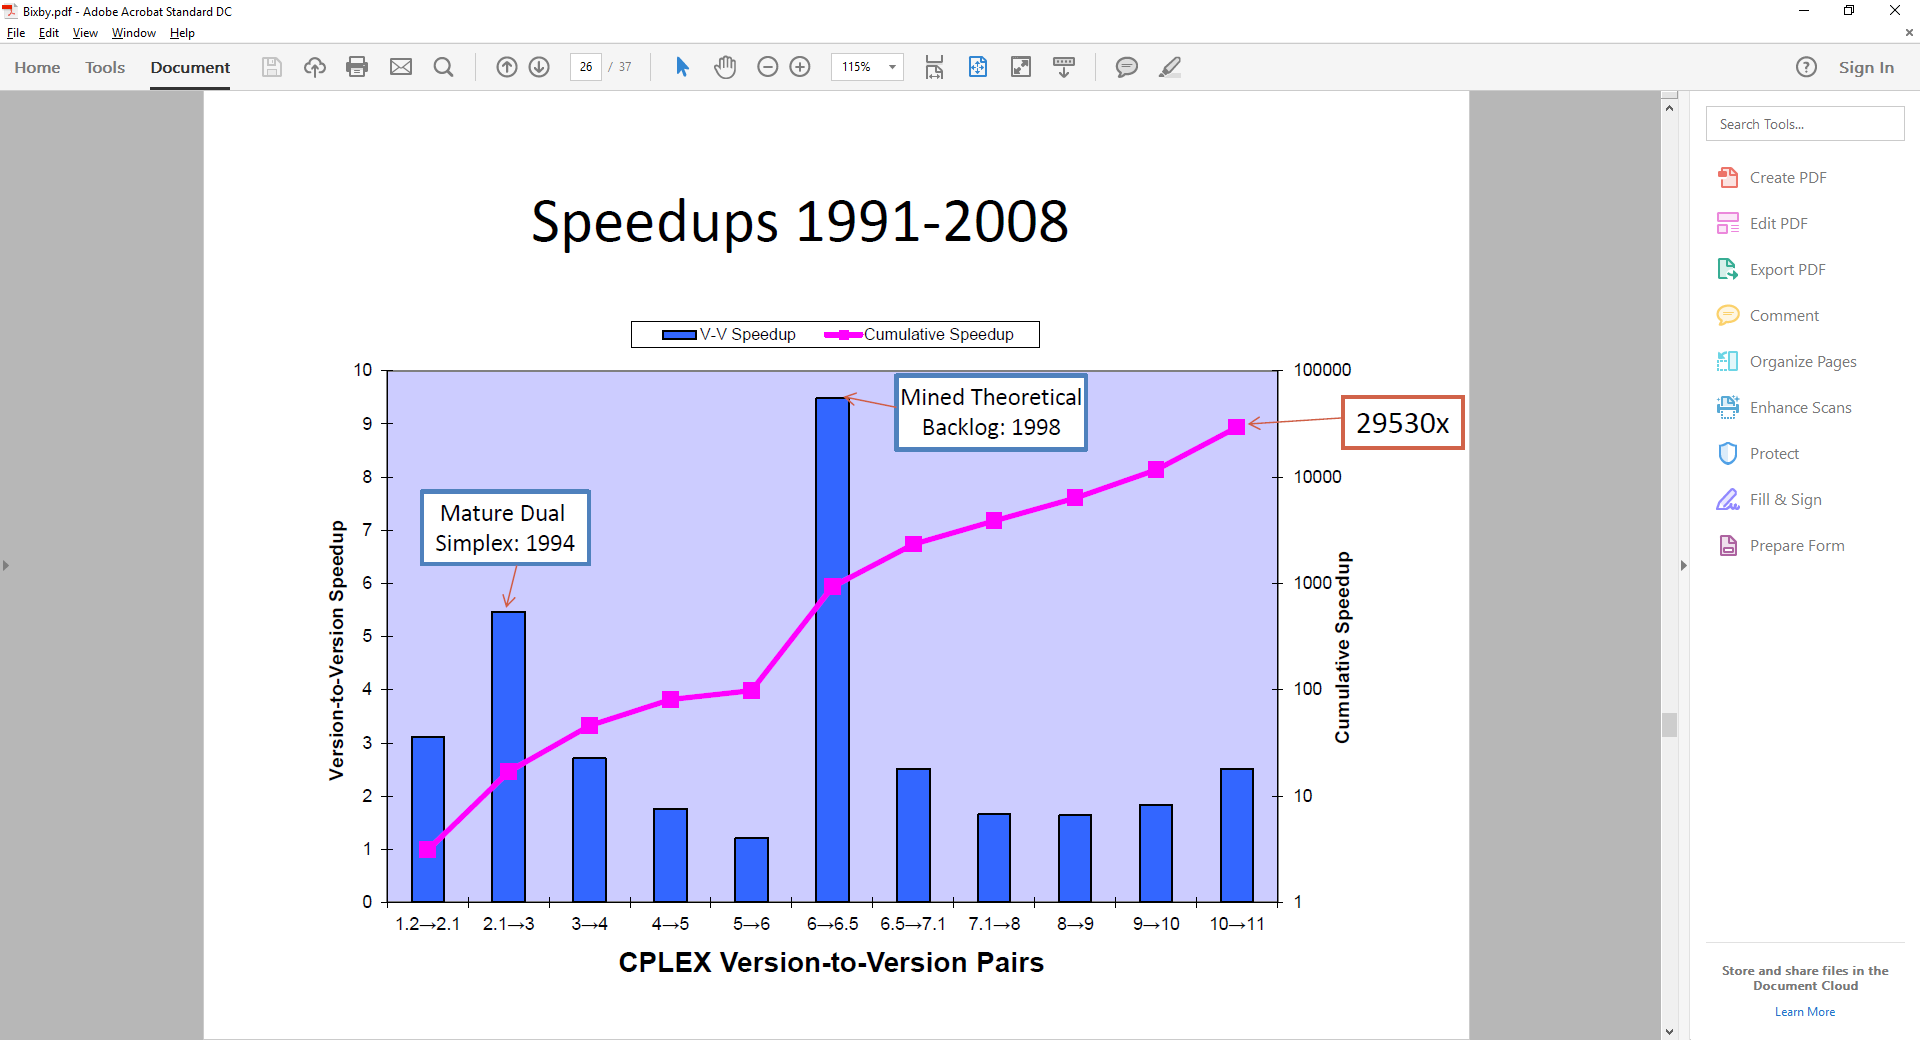 Bixby.pdf - Adobe Acrobat Standard DC
File Edit View Window Help
Home Tools Document 26 / 37 115% Sign In
Search Tools...
Create PDF
Edit PDF
Export PDF
Comment
Organize Pages
Enhance Scans
Protect
Fill & Sign
Prepare Form
Store and share files in the
Document Cloud
Learn More
Speedups 1991-2008
V-V Speedup Cumulative Speedup
Mined Theoretical
Backlog: 1998
29530x
Mature Dual
Simplex: 1994
Version-to-Version Speedup
10
9
8
7
6
5
4
3
2
1
0
100000
10000
1000
100
10
1
Cumulative Speedup
1.2→2.1 2.1→3 3→4 4→5 5→6 6→6.5 6.5→7.1 7.1→8 8→9 9→10 10→11
CPLEX Version-to-Version Pairs